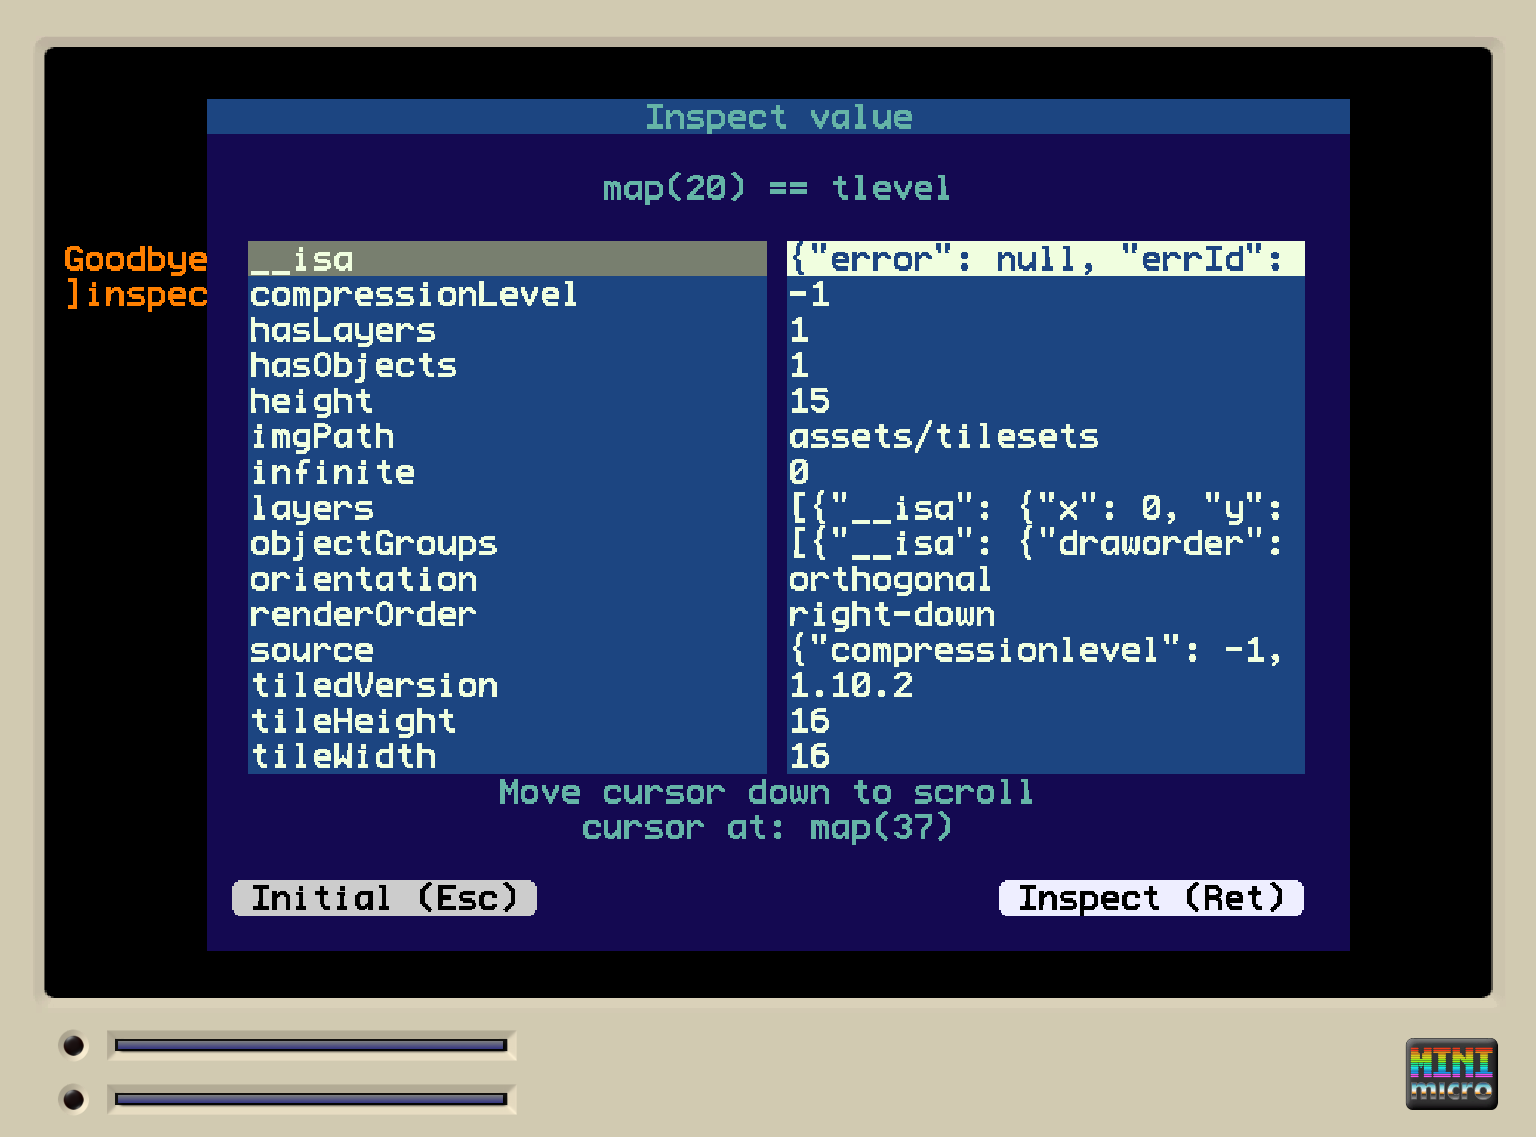 Inspect value
map(20) == tlevel
Goodbye
]inspec
__isa {"error": null, "errId":
compressionLevel -1
hasLayers 1
hasObjects 1
height 15
imgPath assets/tilesets
infinite 0
layers [{"__isa": {"x": 0, "y":
objectGroups [{"__isa": {"draworder":
orientation orthogonal
renderOrder right-down
source {"compressionlevel": -1,
tiledVersion 1.10.2
tileHeight 16
tileWidth 16
Move cursor down to scroll
cursor at: map(37)
Initial (Esc) Inspect (Ret)
MINI
micro